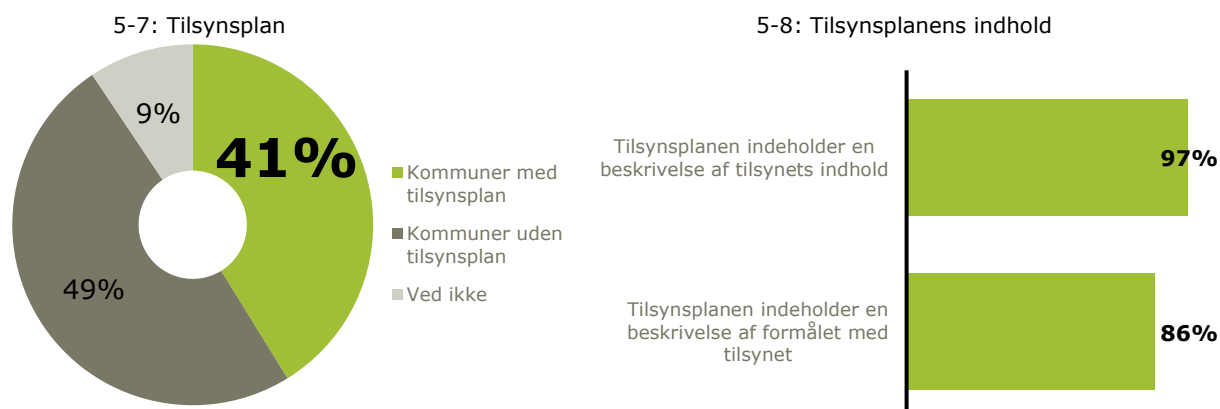 5-7: Tilsynsplan
9%
41%
49%
Kommuner med
tilsynsplan
Kommuner uden
tilsynsplan
Ved ikke
5-8: Tilsynsplanens indhold
Tilsynsplanen indeholder en
beskrivelse af tilsynets indhold
97%
Tilsynsplanen indeholder en
beskrivelse af formålet med
tilsynet
86%